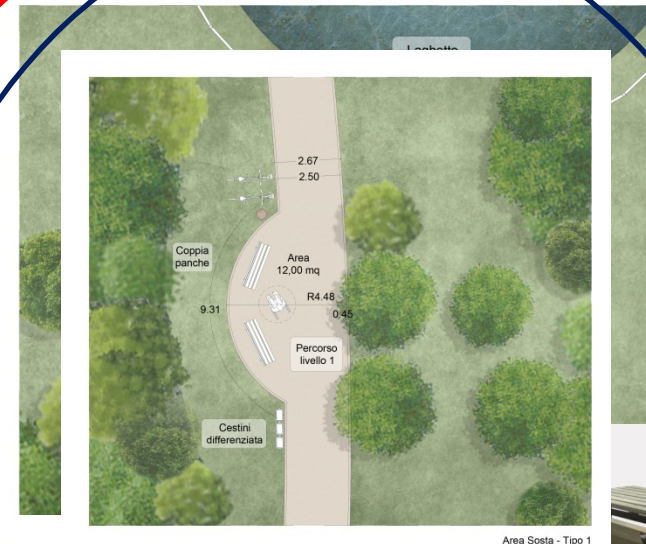 Laghetto
2.67
2.50
Coppia
panche
Area
12,00 mq
R4.48
9.31
0.45
Percorso
livello 1
Cestini
differenziata
Area Sosta - Tipo 1